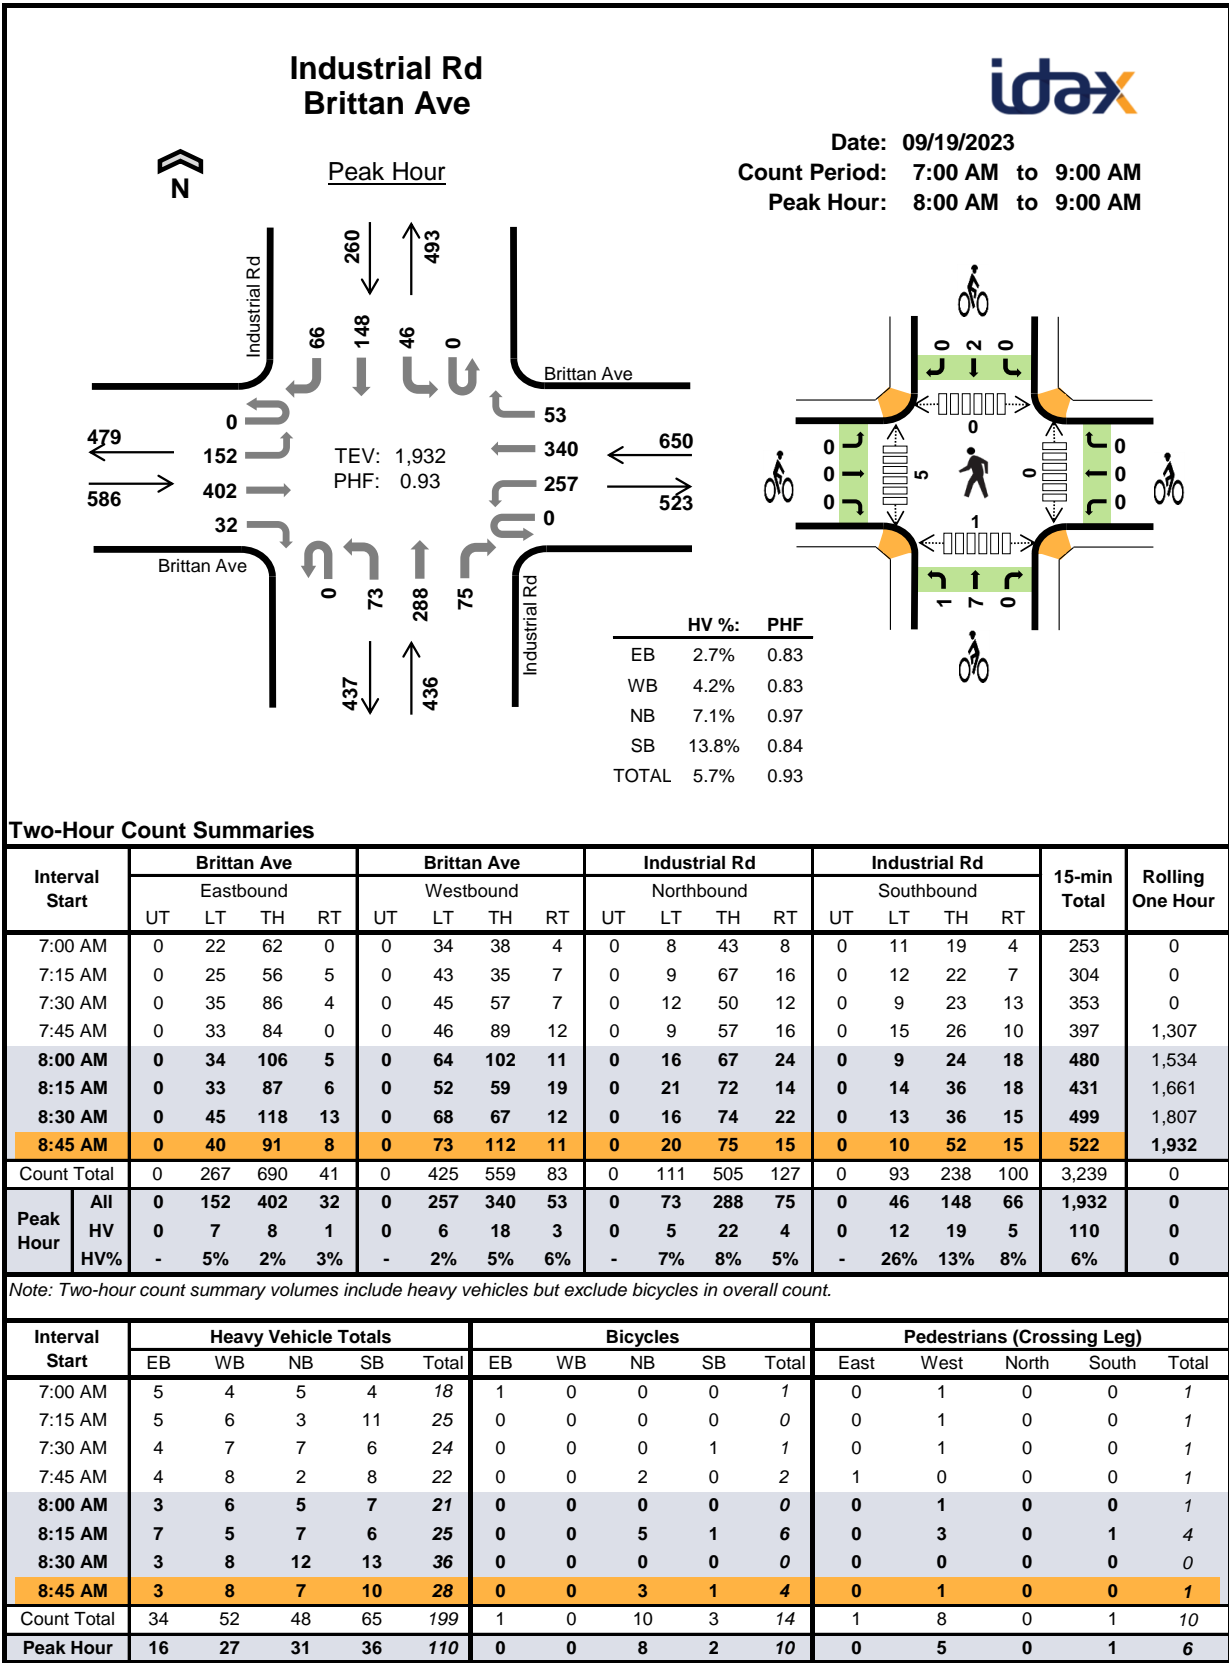 Industrial Rd
Brittan Ave
idax
Date: 09/19/2023
Count Period: 7:00 AM to 9:00 AM
Peak Hour: 8:00 AM to 9:00 AM
N
Peak Hour
260
493
Industrial Rd
66
148
46
0
Brittan Ave
0
152
402
32
479
586
TEV: 1,932
PHF: 0.93
53
340
257
0
650
523
Brittan Ave
0
73
288
75
Industrial Rd
437
436
0 2 0
0
0
0
0
0
5
0
1
0
0
0
1 7 0
HV %: PHF
EB 2.7% 0.83
WB 4.2% 0.83
NB 7.1% 0.97
SB 13.8% 0.84
TOTAL 5.7% 0.93
Two-Hour Count Summaries
Interval Start Brittan Ave Brittan Ave Industrial Rd Industrial Rd 15-min Total Rolling One Hour
Eastbound Westbound Northbound Southbound
UT LT TH RT UT LT TH RT UT LT TH RT UT LT TH RT
7:00 AM 0 22 62 0 0 34 38 4 0 8 43 8 0 11 19 4 253 0
7:15 AM 0 25 56 5 0 43 35 7 0 9 67 16 0 12 22 7 304 0
7:30 AM 0 35 86 4 0 45 57 7 0 12 50 12 0 9 23 13 353 0
7:45 AM 0 33 84 0 0 46 89 12 0 9 57 16 0 15 26 10 397 1,307
8:00 AM 0 34 106 5 0 64 102 11 0 16 67 24 0 9 24 18 480 1,534
8:15 AM 0 33 87 6 0 52 59 19 0 21 72 14 0 14 36 18 431 1,661
8:30 AM 0 45 118 13 0 68 67 12 0 16 74 22 0 13 36 15 499 1,807
8:45 AM 0 40 91 8 0 73 112 11 0 20 75 15 0 10 52 15 522 1,932
Count Total 0 267 690 41 0 425 559 83 0 111 505 127 0 93 238 100 3,239 0
Peak Hour All 0 152 402 32 0 257 340 53 0 73 288 75 0 46 148 66 1,932 0
HV 0 7 8 1 0 6 18 3 0 5 22 4 0 12 19 5 110 0
HV% - 5% 2% 3% - 2% 5% 6% - 7% 8% 5% - 26% 13% 8% 6% 0
Note: Two-hour count summary volumes include heavy vehicles but exclude bicycles in overall count.
Interval Start Heavy Vehicle Totals Bicycles Pedestrians (Crossing Leg)
EB WB NB SB Total EB WB NB SB Total East West North South Total
7:00 AM 5 4 5 4 18 1 0 0 0 1 0 1 0 0 1
7:15 AM 5 6 3 11 25 0 0 0 0 0 0 1 0 0 1
7:30 AM 4 7 7 6 24 0 0 0 1 1 0 1 0 0 1
7:45 AM 4 8 2 8 22 0 0 2 0 2 1 0 0 0 1
8:00 AM 3 6 5 7 21 0 0 0 0 0 0 1 0 0 1
8:15 AM 7 5 7 6 25 0 0 5 1 6 0 3 0 1 4
8:30 AM 3 8 12 13 36 0 0 0 0 0 0 0 0 0 0
8:45 AM 3 8 7 10 28 0 0 3 1 4 0 1 0 0 1
Count Total 34 52 48 65 199 1 0 10 3 14 1 8 0 1 10
Peak Hour 16 27 31 36 110 0 0 8 2 10 0 5 0 1 6